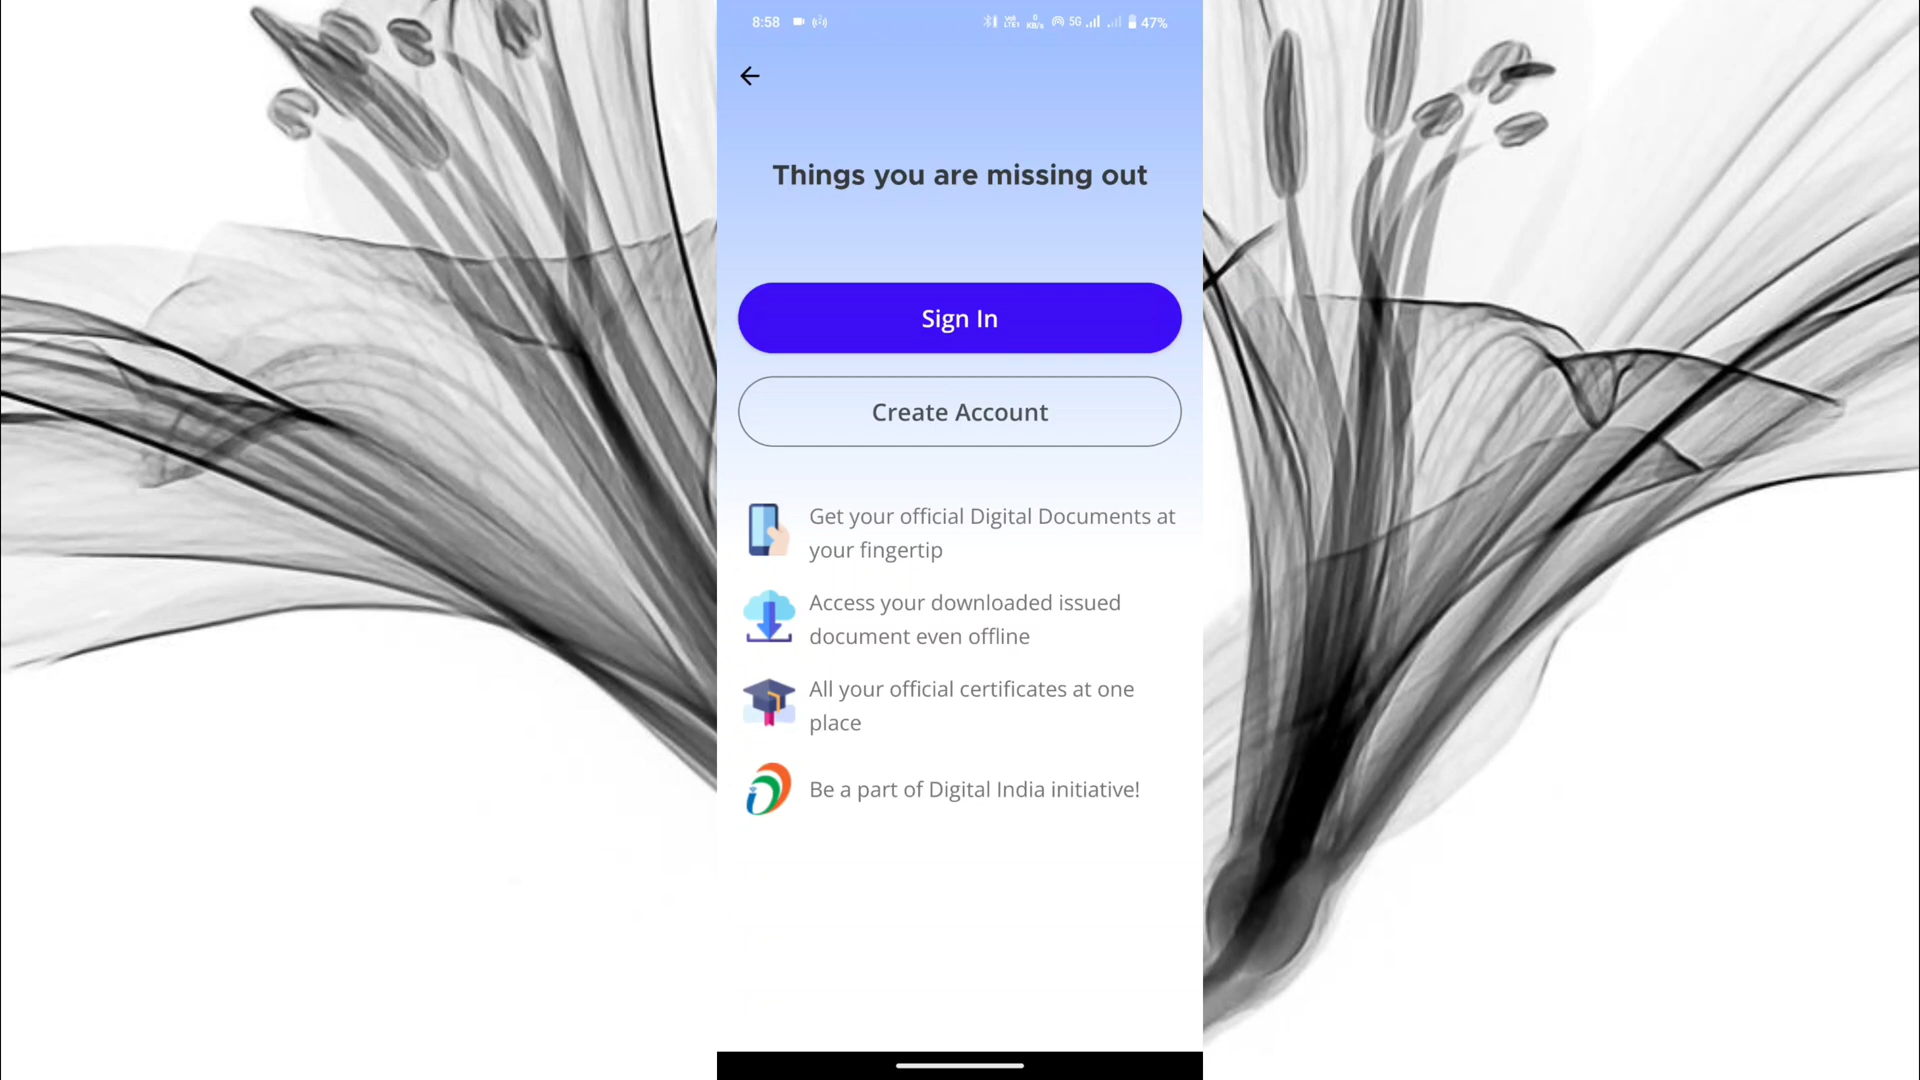 8:58
5G 47%
Things you are missing out
Sign In
Create Account
Get your official Digital Documents at
your fingertip
Access your downloaded issued
document even offline
All your official certificates at one
place
Be a part of Digital India initiative!